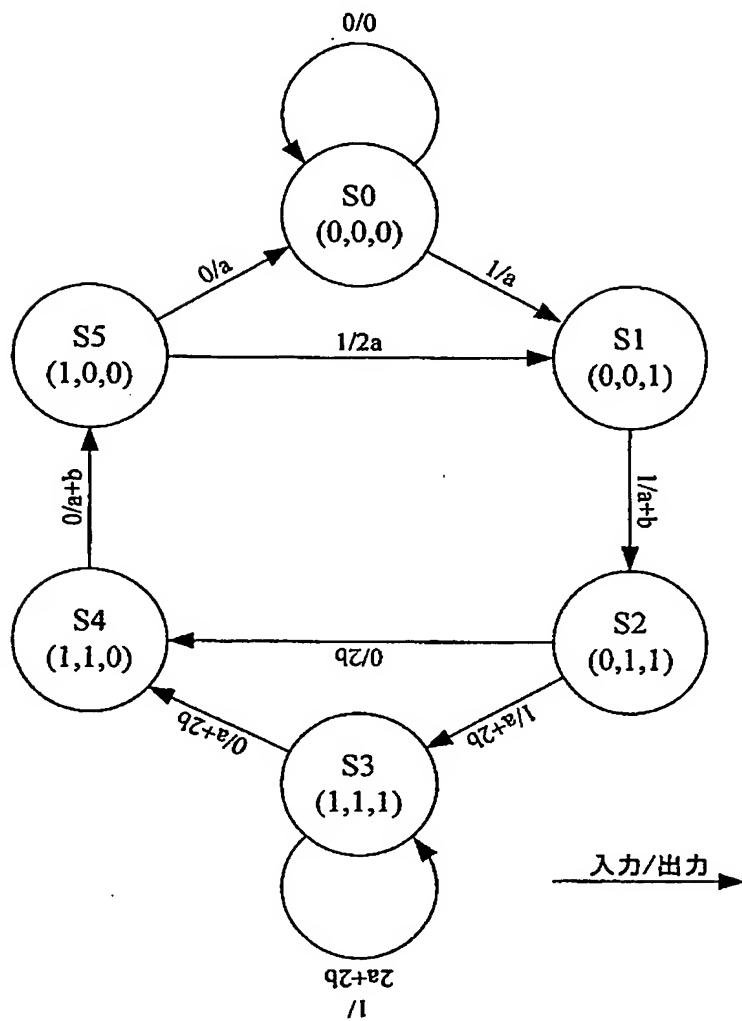 0/0
S0
(0,0,0)
0/a
1/a
S5
(1,0,0)
1/2a
S1
(0,0,1)
0/a+b
1/a+b
S4
(1,1,0)
0/2b
S2
(0,1,1)
0/a+2b
1/a+2b
S3
(1,1,1)
入力/出力
1/
2a+2b